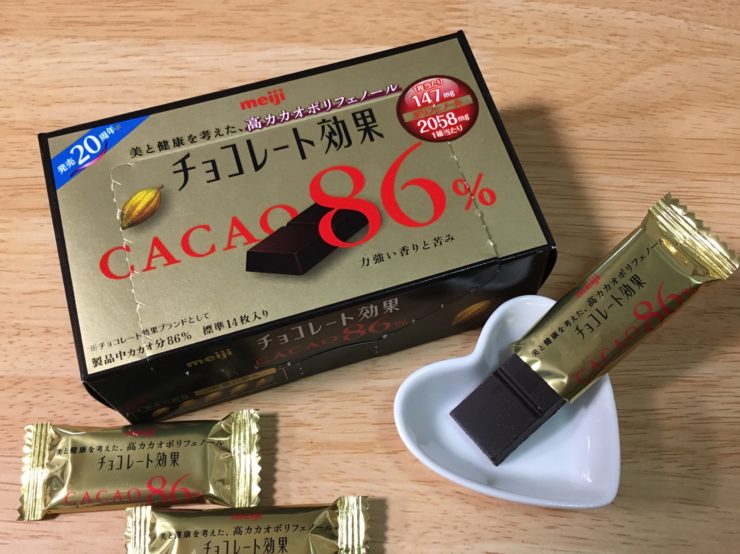 meiji
発売20周年※
美と健康を考えた、高カカオポリフェノール
チョコレート効果
CACAO 86%
1枚当たり
147mg
2058mg
1箱当たり
力強い香りと苦み
※チョコレート効果ブランドとして
製品中カカオ分86% 標準14枚入り
meiji
チョコレート効果
CACAO 86%
meiji
美と健康を考えた、高カカオポリフェノール
チョコレート効果
CACAO 86
meiji
美と健康を考えた、高カカオポリフェノール
チョコレート効果
CACAO 86%
meiji
美と健康を考えた、高カカオポリフェノール
チョコレート効果